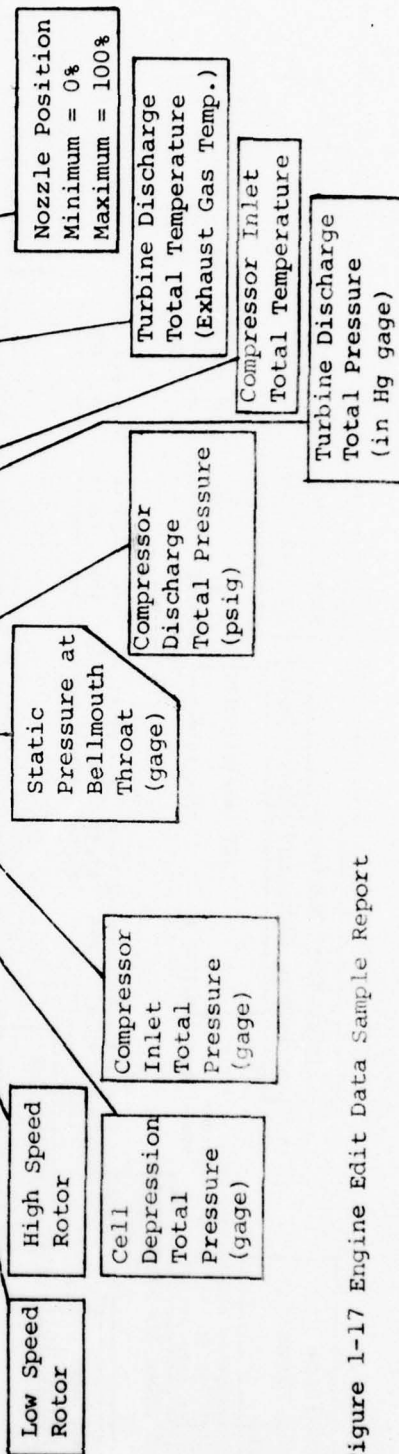 Low Speed
Rotor
High Speed
Rotor
Cell
Depression
Total
Pressure
(gage)
Compressor
Inlet
Total
Pressure
(gage)
Static
Pressure at
Bellmouth
Throat
(gage)
Compressor
Discharge
Total Pressure
(psig)
Nozzle Position
Minimum = 0%
Maximum = 100%
Turbine Discharge
Total Temperature
(Exhaust Gas Temp.)
Compressor Inlet
Total Temperature
Turbine Discharge
Total Pressure
(in Hg gage)
igure 1-17 Engine Edit Data Sample Report